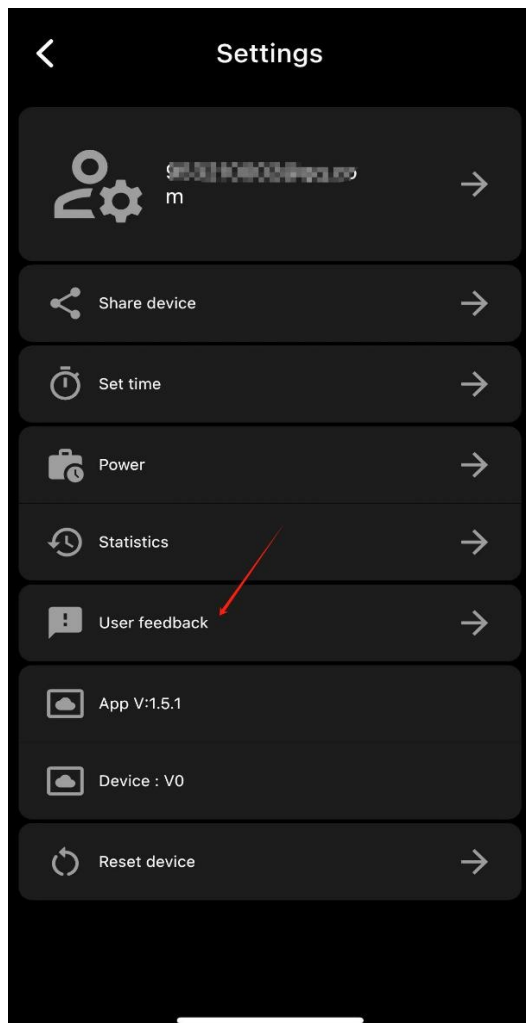 Settings
m
Share device
Set time
Power
Statistics
User feedback
App V:1.5.1
Device : V0
Reset device